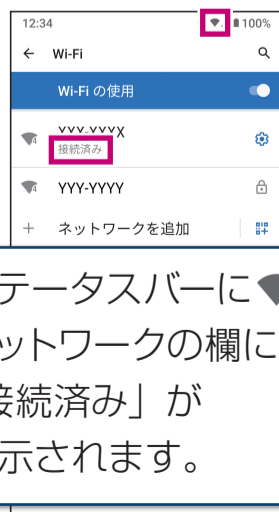 12:34 100%
Wi-Fi
Wi-Fi の使用
接続済み
YYY-YYYY
ネットワークを追加
テータスバーに
ットワークの欄に
接続済み」が
示されます。